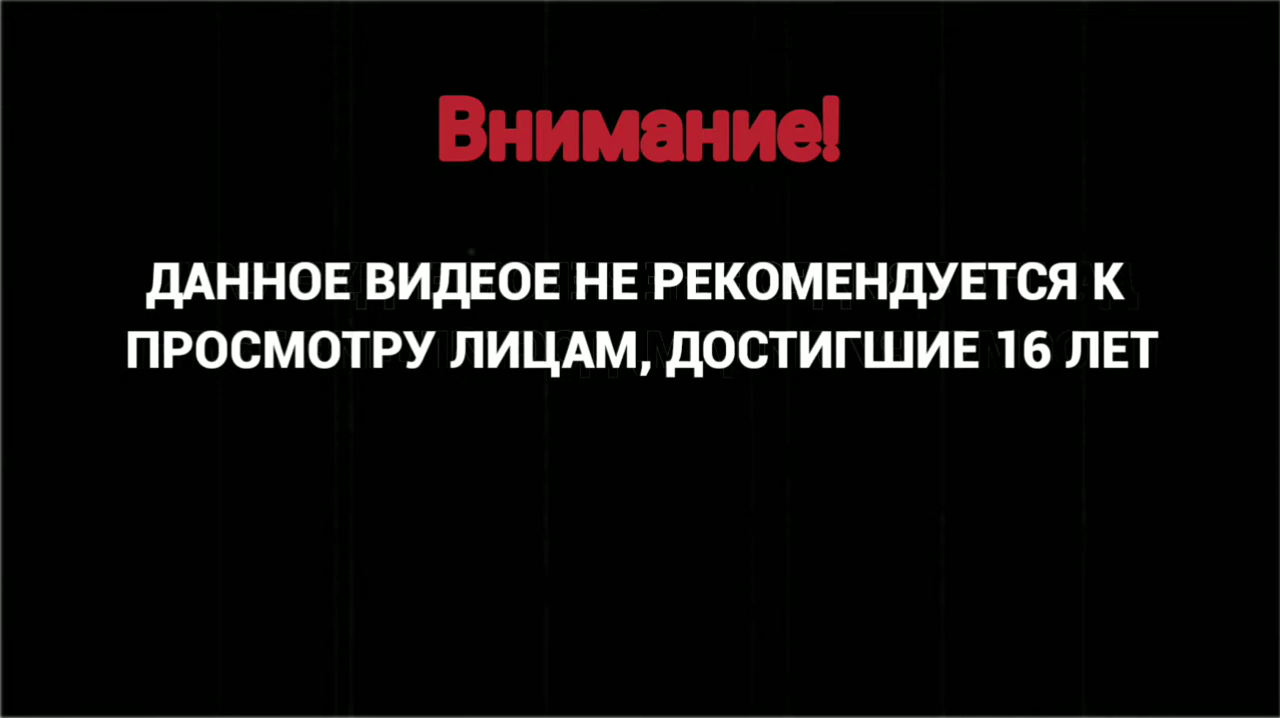 Внимание!
ДАННОЕ ВИДЕОЕ НЕ РЕКОМЕНДУЕТСЯ К
ПРОСМОТРУ ЛИЦАМ, ДОСТИГШИЕ 16 ЛЕТ